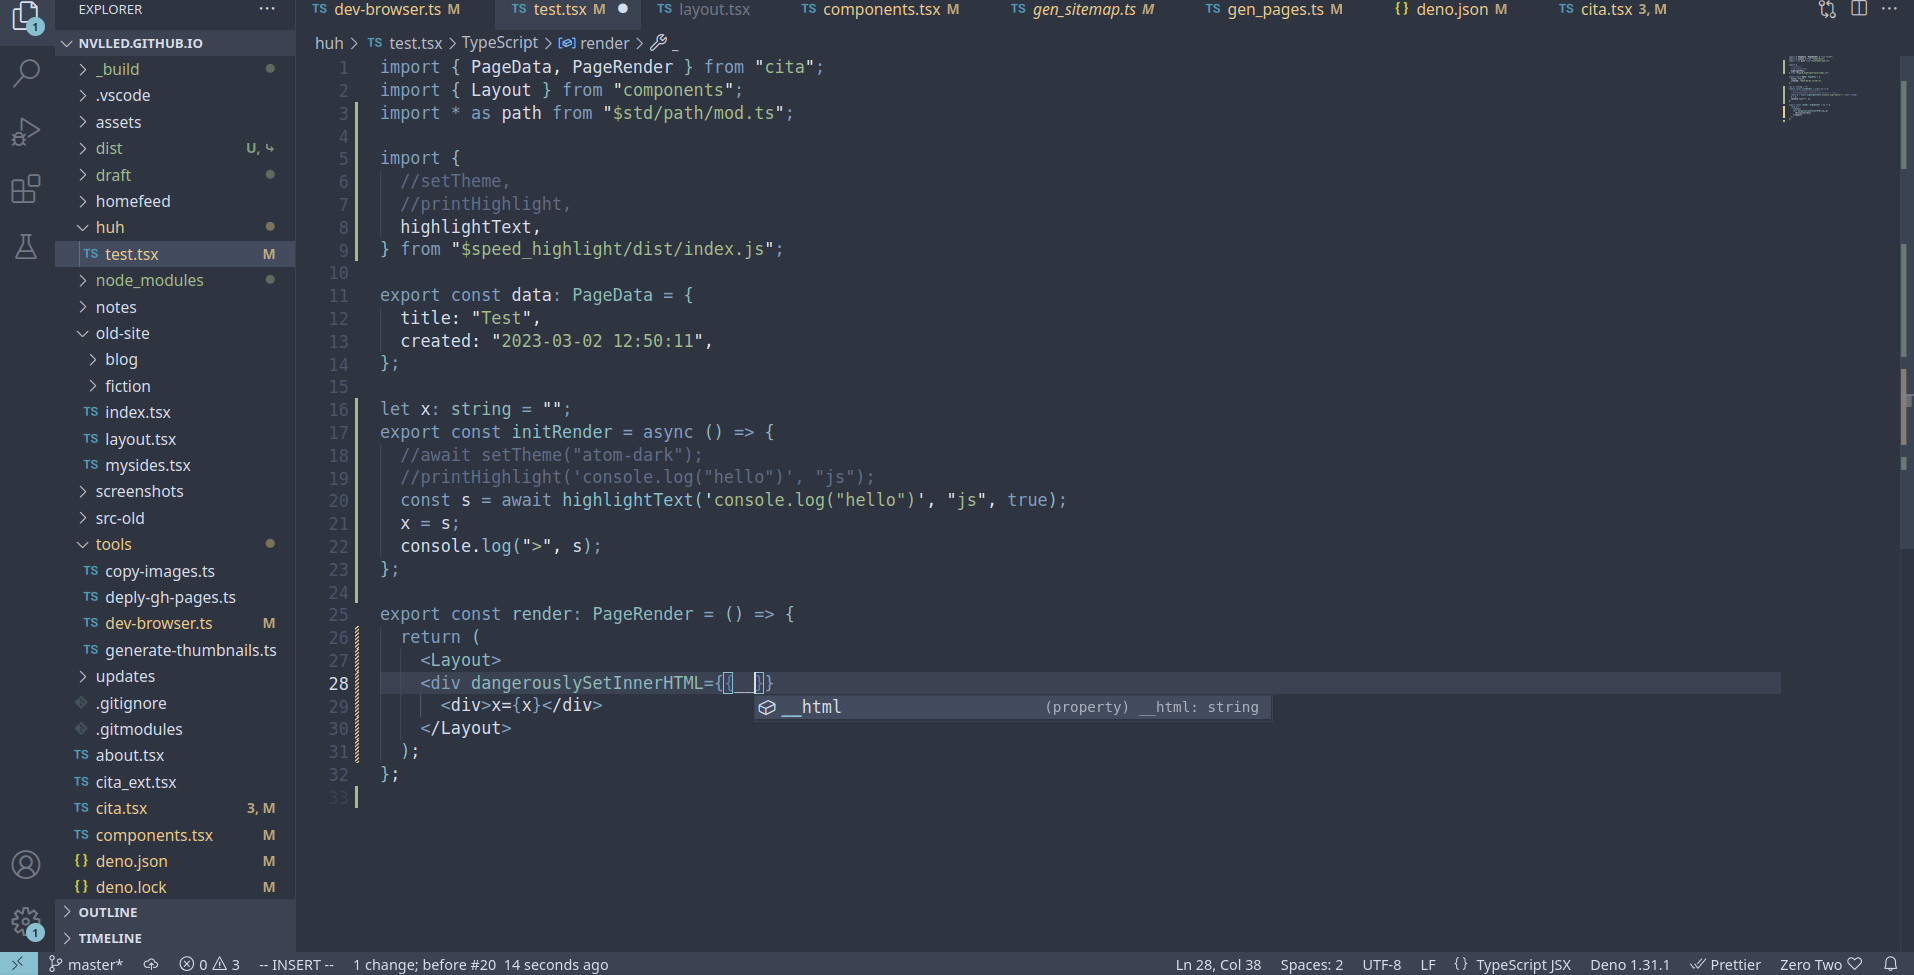 EXPLORER ···
TS dev-browser.ts M
TS test.tsx M
TS layout.tsx
TS components.tsx M
TS gen_sitemap.ts M
TS gen_pages.ts M
{} deno.json M
TS cita.tsx 3, M
1
NVLLED.GITHUB.IO
_build
.vscode
assets
dist U,
draft
homefeed
huh
TS test.tsx M
node_modules
notes
old-site
blog
fiction
TS index.tsx
TS layout.tsx
TS mysides.tsx
screenshots
src-old
tools
TS copy-images.ts
TS deply-gh-pages.ts
TS dev-browser.ts M
TS generate-thumbnails.ts
updates
.gitignore
.gitmodules
TS about.tsx
TS cita_ext.tsx
TS cita.tsx 3, M
TS components.tsx M
{} deno.json M
{} deno.lock M
OUTLINE
TIMELINE
1
huh > TS test.tsx > TypeScript > render > _
1 import { PageData, PageRender } from "cita";
2 import { Layout } from "components";
3 import * as path from "$std/path/mod.ts";
4
5 import {
6 //setTheme,
7 //printHighlight,
8 highlightText,
9 } from "$speed_highlight/dist/index.js";
10
11 export const data: PageData = {
12 title: "Test",
13 created: "2023-03-02 12:50:11",
14 };
15
16 let x: string = "";
17 export const initRender = async () => {
18 //await setTheme("atom-dark");
19 //printHighlight('console.log("hello")', "js");
20 const s = await highlightText('console.log("hello")', "js", true);
21 x = s;
22 console.log(">", s);
23 };
24
25 export const render: PageRender = () => {
26 return (
27 <Layout>
28 <div dangerouslySetInnerHTML={{__}}
__html (property) __html: string
29 <div>x={x}</div>
30 </Layout>
31 );
32 };
33
master* 0 3 -- INSERT -- 1 change; before #20 14 seconds ago Ln 28, Col 38 Spaces: 2 UTF-8 LF {} TypeScript JSX Deno 1.31.1 Prettier Zero Two